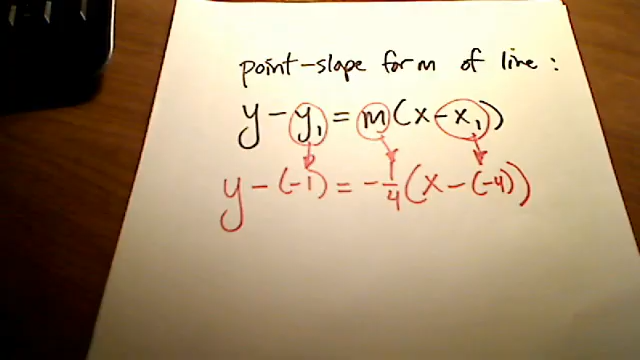 point-slope form of line:
y - y₁ = m(x - x₁)
y - (-1) = -1/4(x - (-4))